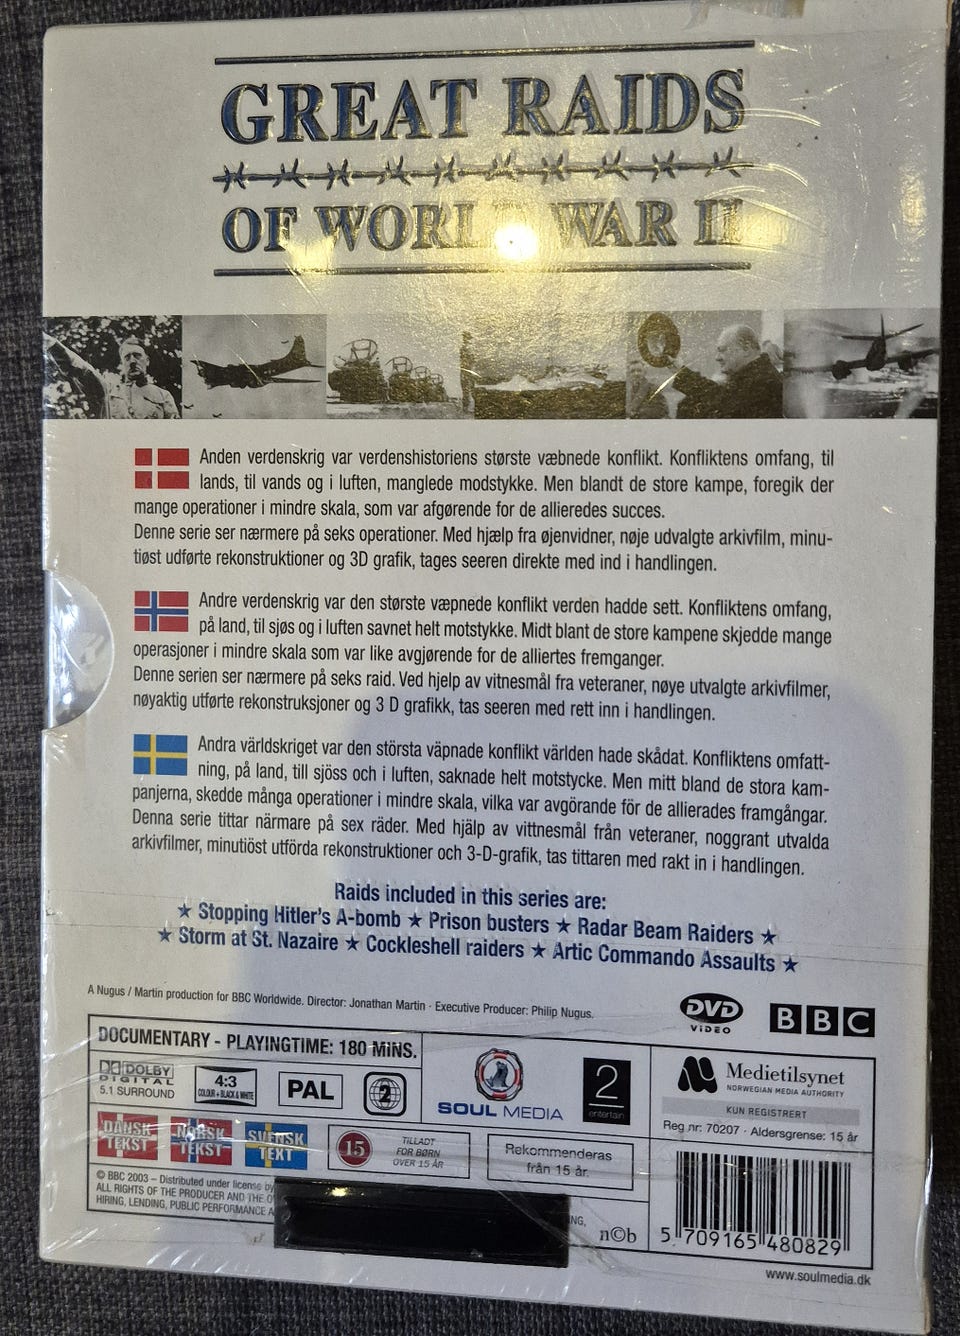 GREAT RAIDS
OF WORLD WAR II
Anden verdenskrig var verdenshistoriens største væbnede konflikt. Konfliktens omfang, til
lands, til vands og i luften, manglede modstykke. Men blandt de store kampe, foregik der
mange operationer i mindre skala, som var afgørende for de allieredes succes.
Denne serie ser nærmere på seks operationer. Med hjælp fra øjenvidner, nøje udvalgte arkivfilm, minu-
tiøst udførte rekonstruktioner og 3D grafik, tages seeren direkte med ind i handlingen.
Andre verdenskrig var den største væpnede konflikt verden hadde sett. Konfliktens omfang,
på land, til sjøs og i luften savnet helt motstykke. Midt blant de store kampene skjedde mange
operasjoner i mindre skala som var like avgjørende for de alliertes fremganger.
Denne serien ser nærmere på seks raid. Ved hjelp av vitnesmål fra veteraner, nøye utvalgte arkivfilmer,
nøyaktig utførte rekonstruksjoner og 3 D grafikk, tas seeren med rett inn i handlingen.
Andra världskriget var den största väpnade konflikt världen hade skådat. Konfliktens omfatt-
ning, på land, till sjöss och i luften, saknade helt motstycke. Men mitt bland de stora kam-
panjerna, skedde många operationer i mindre skala, vilka var avgörande för de allierades framgångar.
Denna serie tittar närmare på sex räder. Med hjälp av vittnesmål från veteraner, noggrant utvalda
arkivfilmer, minutiöst utförda rekonstruktioner och 3-D-grafik, tas tittaren med rakt in i handlingen.
Raids included in this series are:
★ Stopping Hitler's A-bomb ★ Prison busters ★ Radar Beam Raiders ★
★ Storm at St. Nazaire ★ Cockleshell raiders ★ Artic Commando Assaults ★
A Nugus / Martin production for BBC Worldwide. Director: Jonathan Martin · Executive Producer: Philip Nugus.
DVD
VIDEO
BBC
DOCUMENTARY - PLAYINGTIME: 180 MINS.
DOLBY
DIGITAL
5.1 SURROUND
4:3
COLOUR + BLACK & WHITE
PAL
2
SOUL MEDIA
2
entertain
Medietilsynet
NORWEGIAN MEDIA AUTHORITY
KUN REGISTRERT
Reg nr: 70207 - Aldersgrense: 15 år
DANSK
TEKST
NORSK
TEKST
SVENSK
TEXT
15
TILLADT
FOR BØRN
OVER 15 ÅR
Rekommenderas
från 15 år.
© BBC 2003 – Distributed under license by
ALL RIGHTS OF THE PRODUCER AND THE O
HIRING, LENDING, PUBLIC PERFORMANCE A
NG,
n©b
5 709165 480829
www.soulmedia.dk